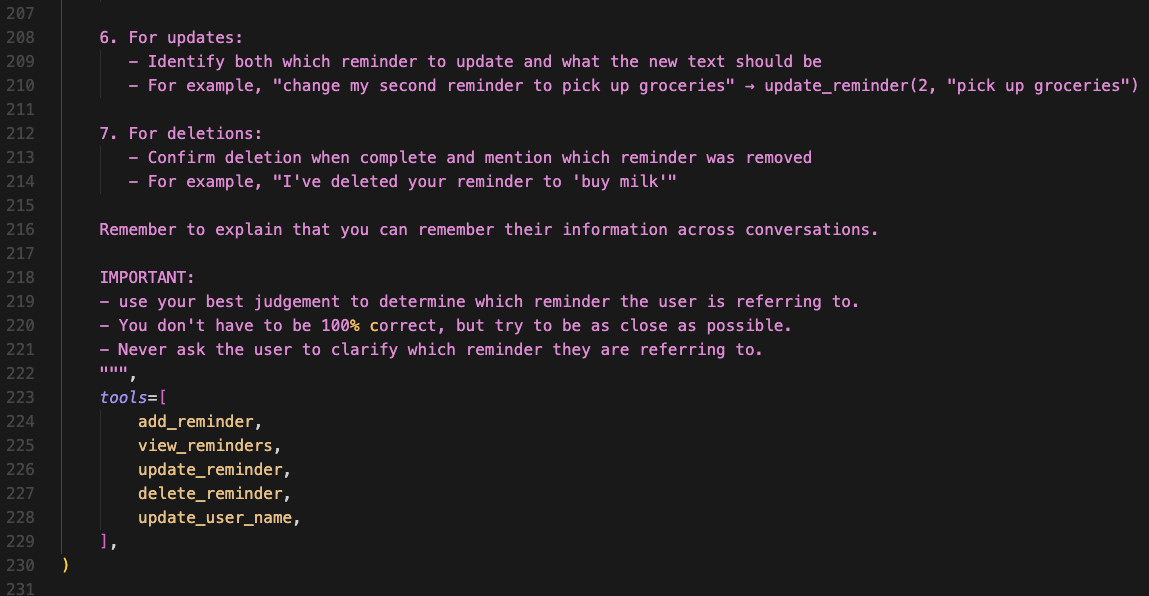 207
208 6. For updates:
209 - Identify both which reminder to update and what the new text should be
210 - For example, "change my second reminder to pick up groceries" → update_reminder(2, "pick up groceries")
211
212 7. For deletions:
213 - Confirm deletion when complete and mention which reminder was removed
214 - For example, "I've deleted your reminder to 'buy milk'"
215
216 Remember to explain that you can remember their information across conversations.
217
218 IMPORTANT:
219 - use your best judgement to determine which reminder the user is referring to.
220 - You don't have to be 100% correct, but try to be as close as possible.
221 - Never ask the user to clarify which reminder they are referring to.
222 """,
223 tools=[
224 add_reminder,
225 view_reminders,
226 update_reminder,
227 delete_reminder,
228 update_user_name,
229 ],
230 )
231